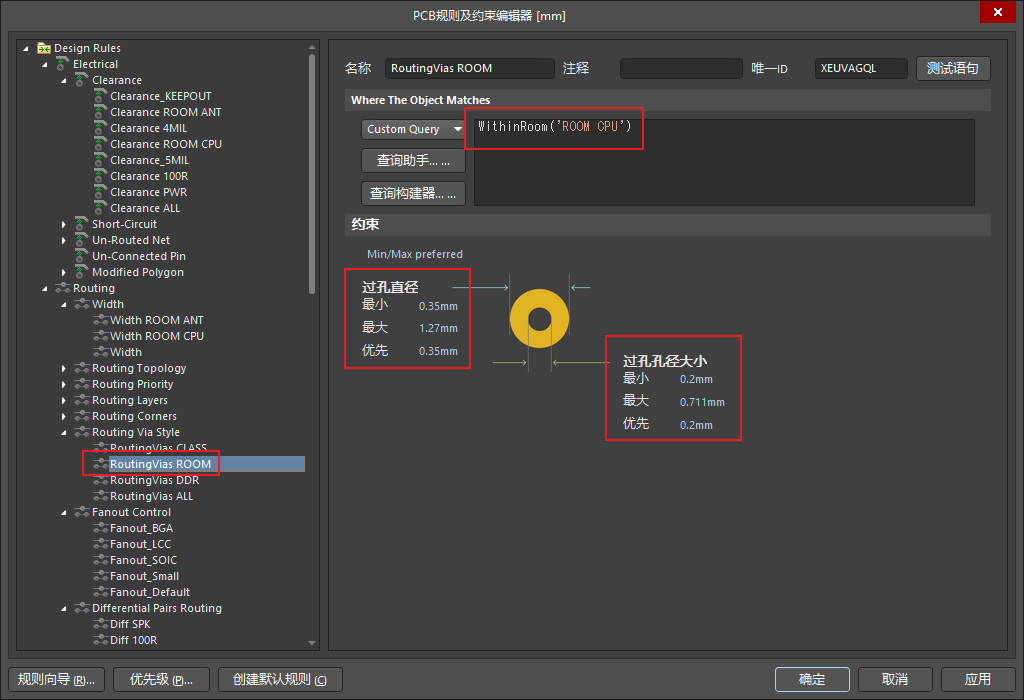 PCB规则及约束编辑器 [mm]
Design Rules
Electrical
Clearance
Clearance_KEEPOUT
Clearance ROOM ANT
Clearance 4MIL
Clearance ROOM CPU
Clearance_5MIL
Clearance 100R
Clearance PWR
Clearance ALL
Short-Circuit
Un-Routed Net
Un-Connected Pin
Modified Polygon
Routing
Width
Width ROOM ANT
Width ROOM CPU
Width
Routing Topology
Routing Priority
Routing Layers
Routing Corners
Routing Via Style
RoutingVias CLASS
RoutingVias ROOM
RoutingVias DDR
RoutingVias ALL
Fanout Control
Fanout_BGA
Fanout_LCC
Fanout_SOIC
Fanout_Small
Fanout_Default
Differential Pairs Routing
Diff SPK
Diff 100R
名称 RoutingVias ROOM 注释 唯一ID XEUVAGQL 测试语句
Where The Object Matches
Custom Query WithinRoom('ROOM CPU')
查询助手... ...
查询构建器... ...
约束
Min/Max preferred
过孔直径
最小 0.35mm
最大 1.27mm
优先 0.35mm
过孔孔径大小
最小 0.2mm
最大 0.711mm
优先 0.2mm
规则向导 (R)... 优先级 (P)... 创建默认规则 (C) 确定 取消 应用